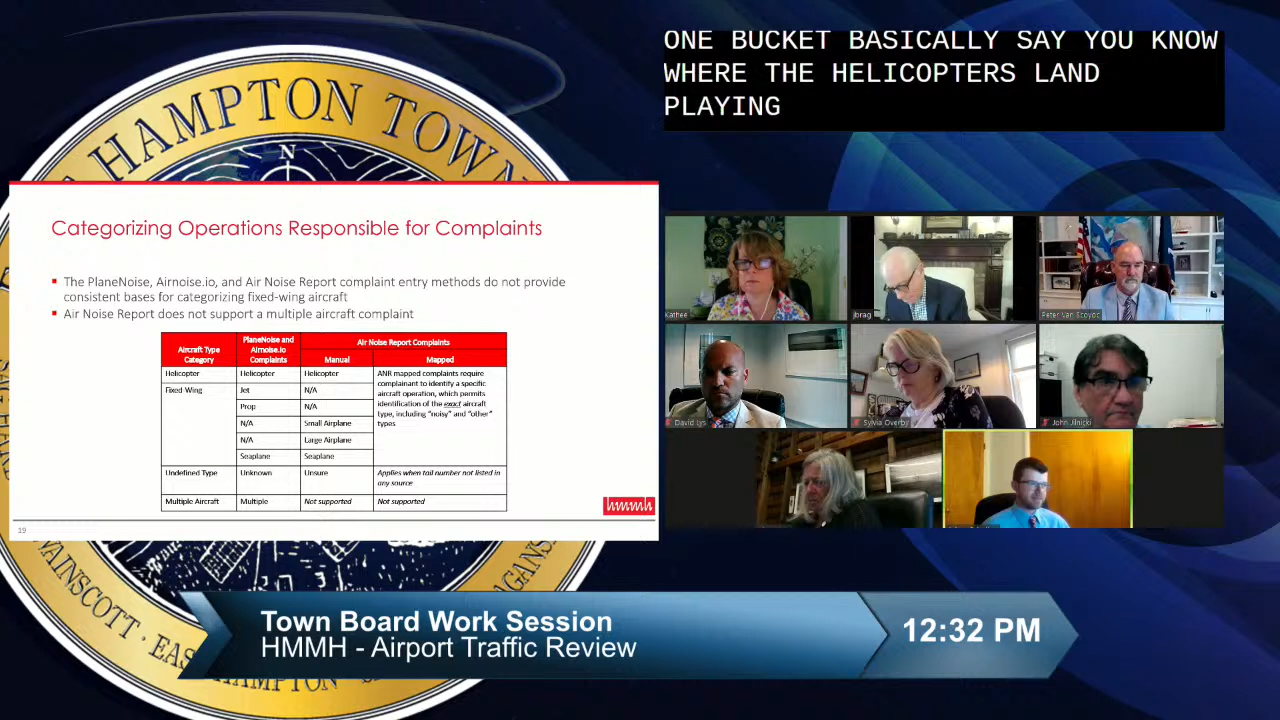 ONE BUCKET BASICALLY SAY YOU KNOW
WHERE THE HELICOPTERS LAND
PLAYING
HAMPTON TOWN
N
Categorizing Operations Responsible for Complaints
The PlaneNoise, Airnoise.io, and Air Noise Report complaint entry methods do not provide
consistent bases for categorizing fixed-wing aircraft
Air Noise Report does not support a multiple aircraft complaint
Aircraft Type
Category
PlaneNoise and
Airnoise.io
Complaints
Air Noise Report Complaints
Manual
Mapped
Helicopter
Helicopter
Helicopter
ANR mapped complaints require
complainant to identify a specific
aircraft operation, which permits
identification of the exact aircraft
type, including "noisy" and "other"
types
Fixed Wing
Jet
N/A
Prop
N/A
N/A
Small Airplane
N/A
Large Airplane
Seaplane
Seaplane
Undefined Type
Unknown
Unsure
Applies when tail number not listed in
any source
Multiple Aircraft
Multiple
Not supported
Not supported
hmmh
19
Kathee
jbrag
Peter Van Scoyoc
David Lys
Sylvia Overby
John Jilnicki
WAINSCOTT · EAS
HAMPTON
Town Board Work Session
HMMH - Airport Traffic Review
12:32 PM